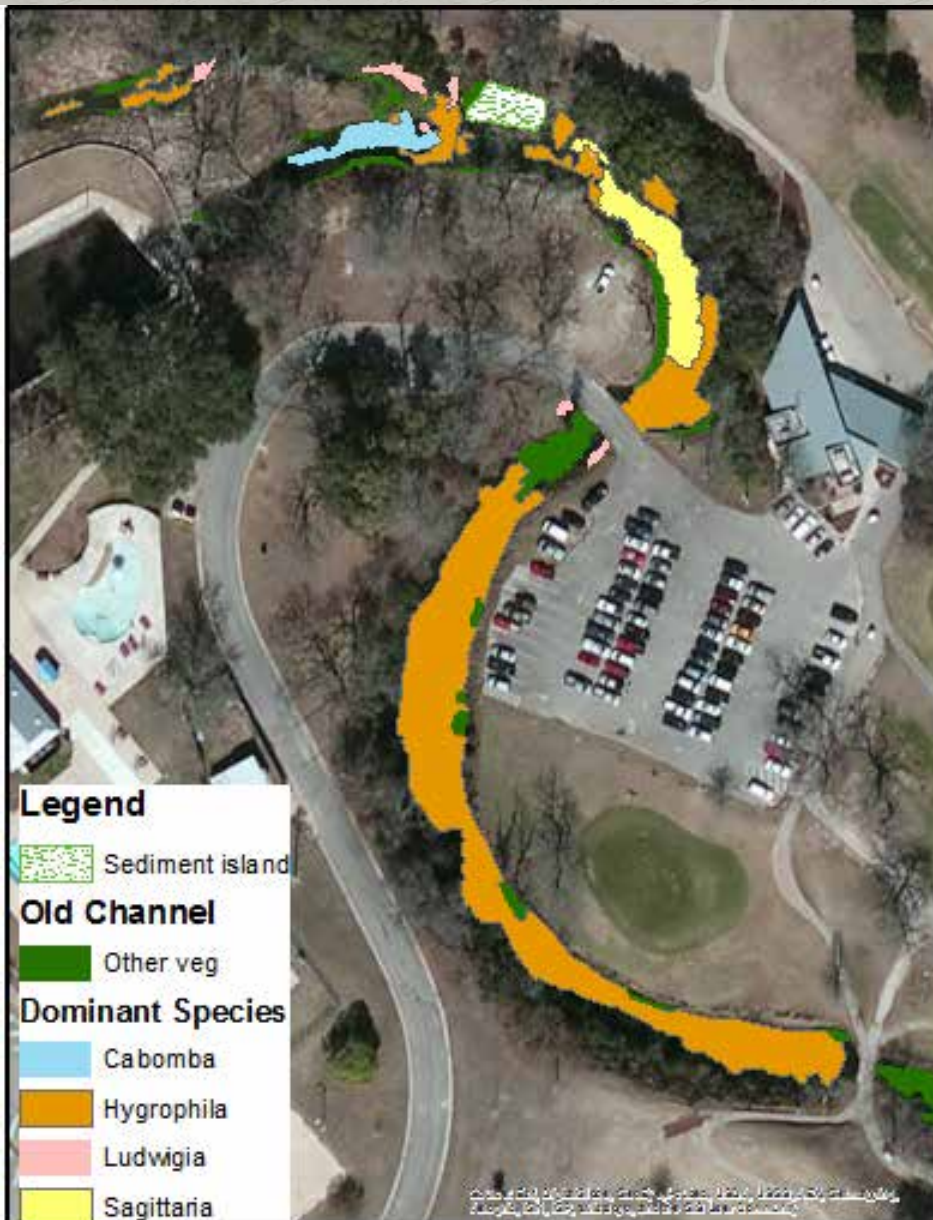 Legend
Sediment island
Old Channel
Other veg
Dominant Species
Cabomba
Hygrophila
Ludwigia
Sagittaria